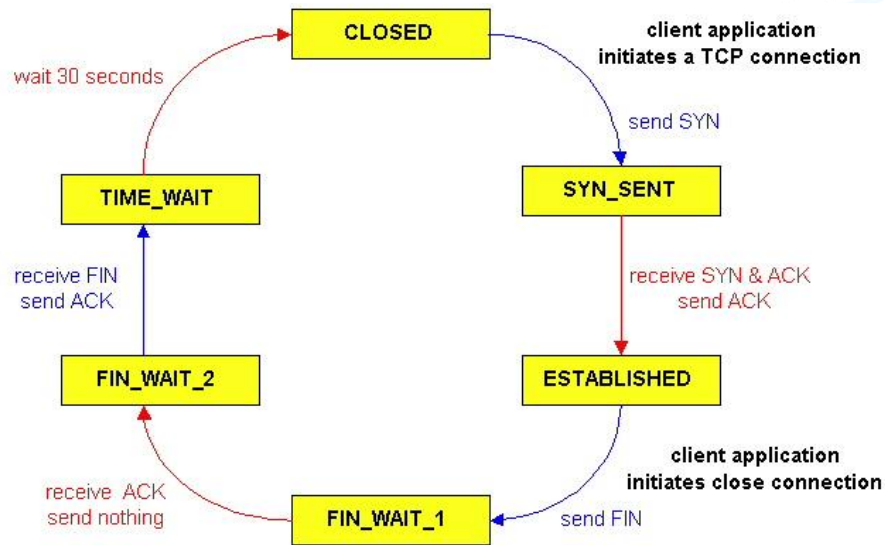 CLOSED
client application
initiates a TCP connection
wait 30 seconds
send SYN
TIME_WAIT
SYN_SENT
receive FIN
send ACK
receive SYN & ACK
send ACK
FIN_WAIT_2
ESTABLISHED
client application
initiates close connection
receive ACK
send nothing
FIN_WAIT_1
send FIN